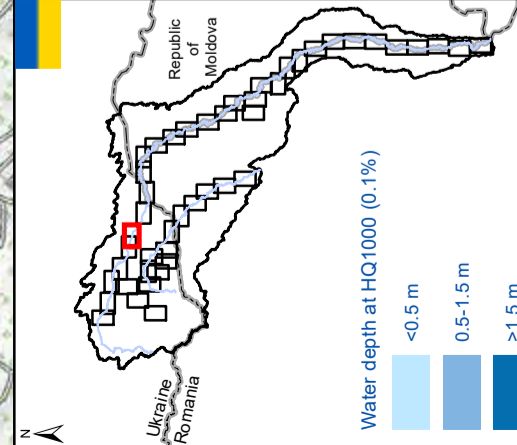 N
Republic
of
Moldova
Ukraine
Romania
Water depth at HQ1000 (0.1%)
<0.5 m
0.5-1.5 m
>1.5 m